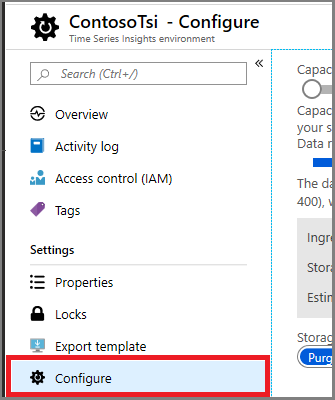 ContosoTsi - Configure
Time Series Insights environment
Search (Ctrl+/)
Overview
Activity log
Access control (IAM)
Tags
Settings
Properties
Locks
Export template
Configure
Capac
Capac
your s
Data r
The da
400), w
Ingre
Stora
Estin
Storag
Purg